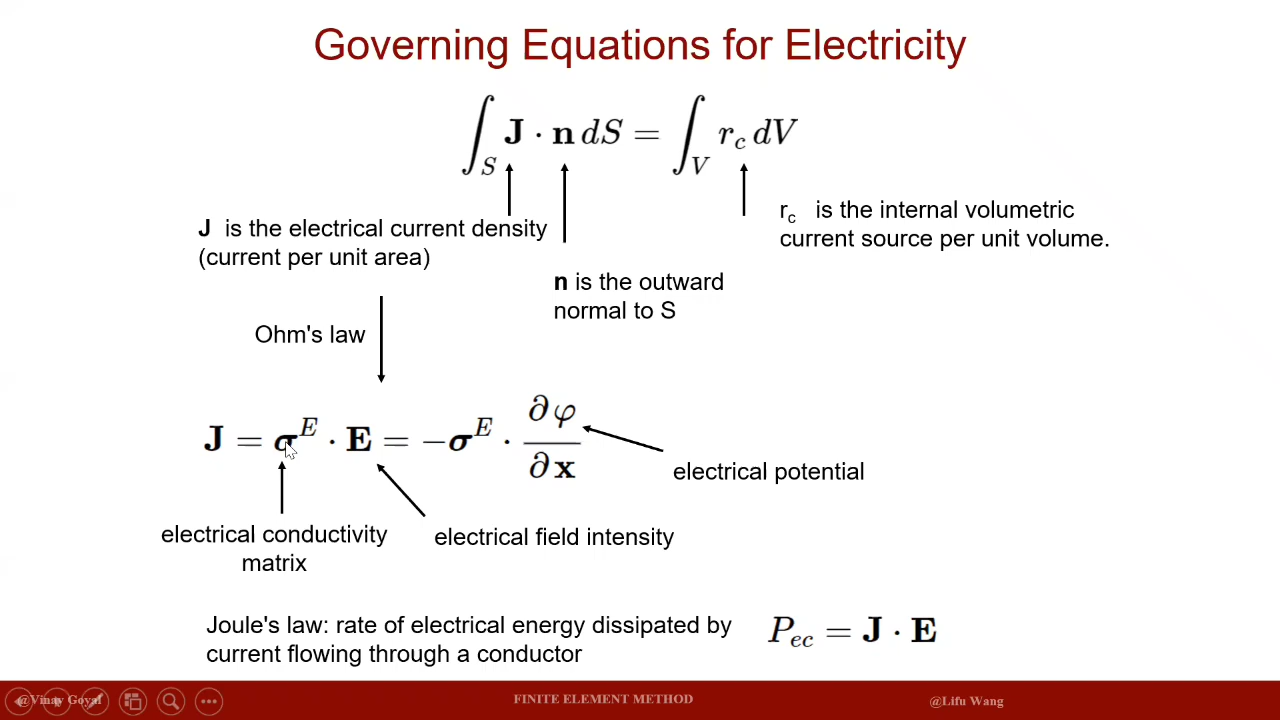 Governing Equations for Electricity
∫_S J · n dS = ∫_V r_c dV
J is the electrical current density
(current per unit area)
n is the outward
normal to S
r_c is the internal volumetric
current source per unit volume.
Ohm's law
J = σ^E · E = −σ^E · ∂φ/∂x
electrical potential
electrical conductivity
matrix
electrical field intensity
Joule's law: rate of electrical energy dissipated by
current flowing through a conductor
P_ec = J · E
@Vinay Goyal
FINITE ELEMENT METHOD
@Lifu Wang